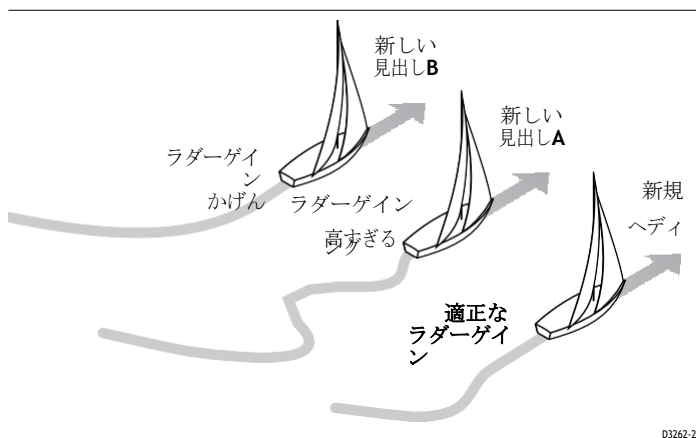 新しい
見出しB
新しい
見出しA
ラダーゲイ
ン
かげん
ラダーゲイン
高すぎる
ング
新規
ヘディ
適正な
ラダーゲイ
ン
D3262-2